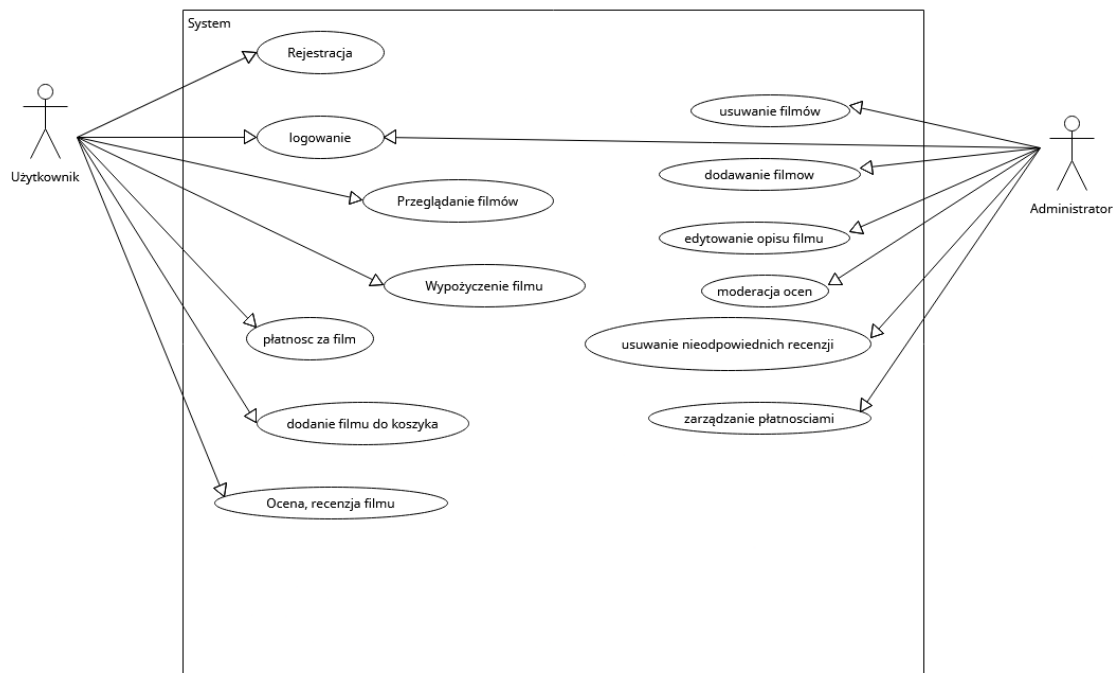 System
Rejestracja
usuwanie filmów
logowanie
Użytkownik
dodawanie filmow
Przeglądanie filmów
Administrator
edytowanie opisu filmu
Wypożyczenie filmu
moderacja ocen
płatnosc za film
usuwanie nieodpowiednich recenzji
dodanie filmu do koszyka
zarządzanie płatnosciami
Ocena, recenzja filmu